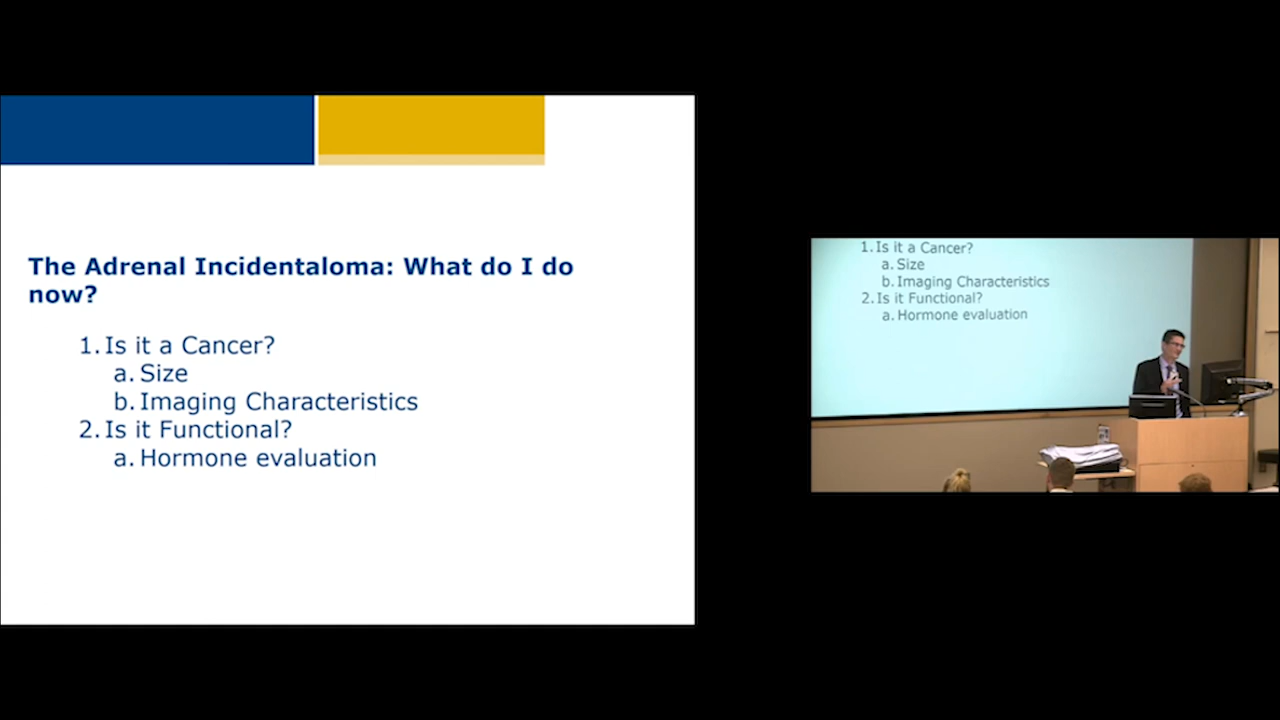 The Adrenal Incidentaloma: What do I do
now?
1. Is it a Cancer?
a. Size
b. Imaging Characteristics
2. Is it Functional?
a. Hormone evaluation
1. Is it a Cancer?
a. Size
b. Imaging Characteristics
2. Is it Functional?
a. Hormone evaluation